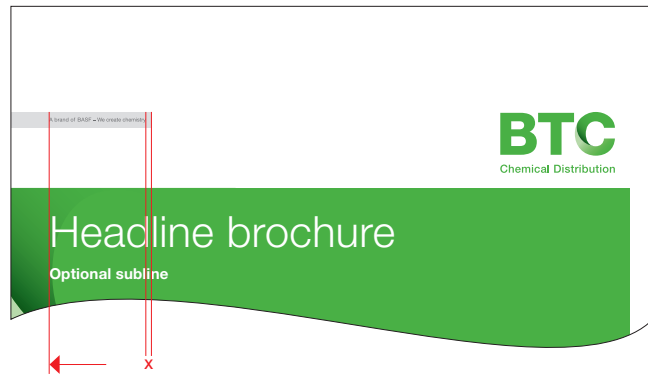 A brand of BASF – We create chemistry
BTC
Chemical Distribution
Headline brochure
Optional subline
X